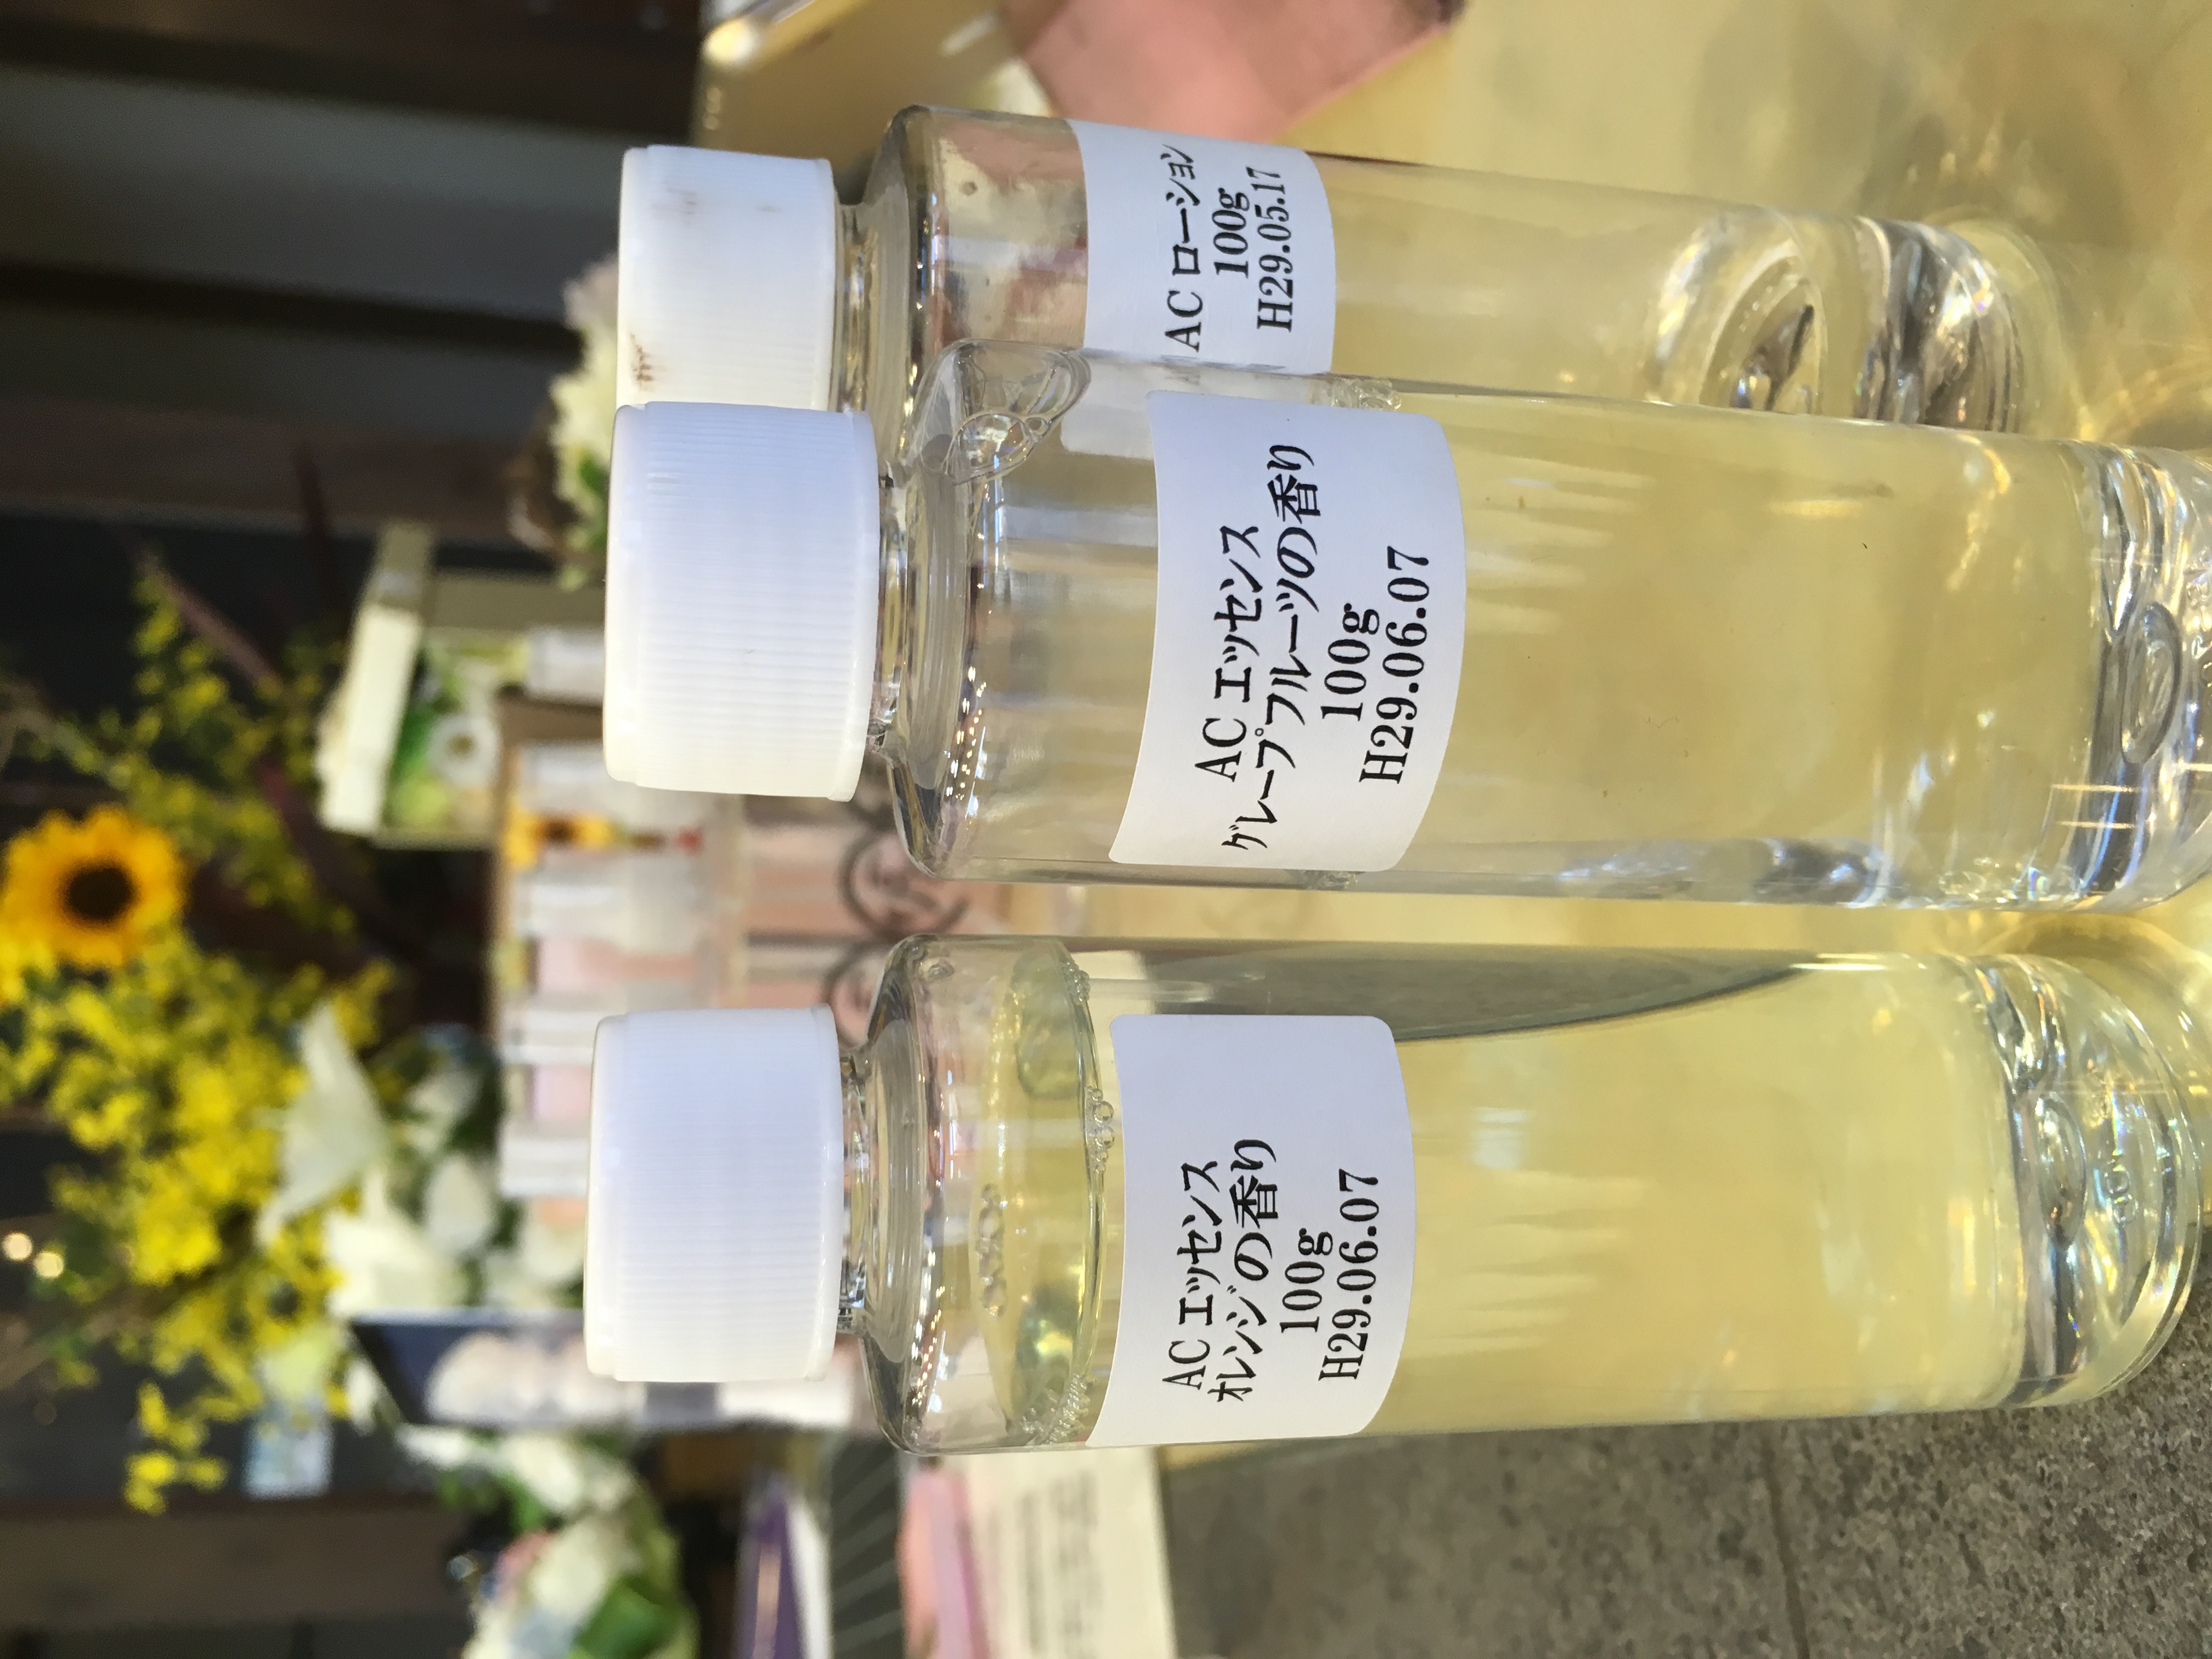 AC エッセンス
オレンジの香り
100g
H29.06.07
AC エッセンス
グレープフルーツの香り
100g
H29.06.07
AC ローション
100g
H29.05.17